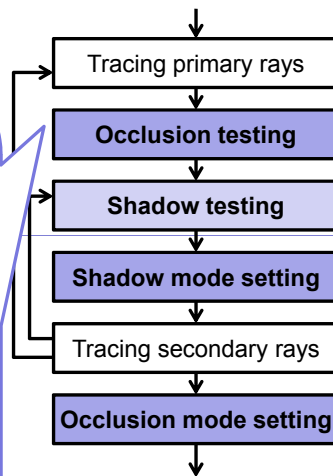 Tracing primary rays
Occlusion testing
Shadow testing
Shadow mode setting
Tracing secondary rays
Occlusion mode setting